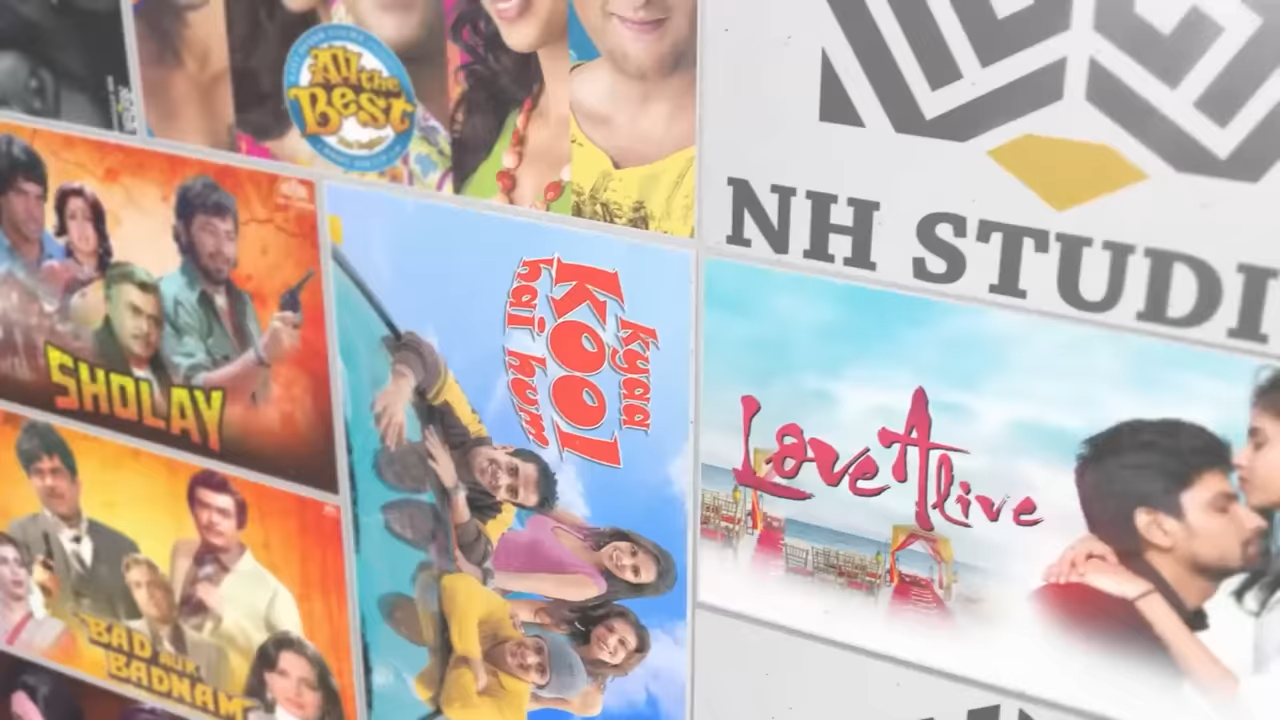 All the
Best
NH STUDI
SHOLAY
Kyaa
Kool
hai hum
Love Alive
BAD AUR
BADNAM